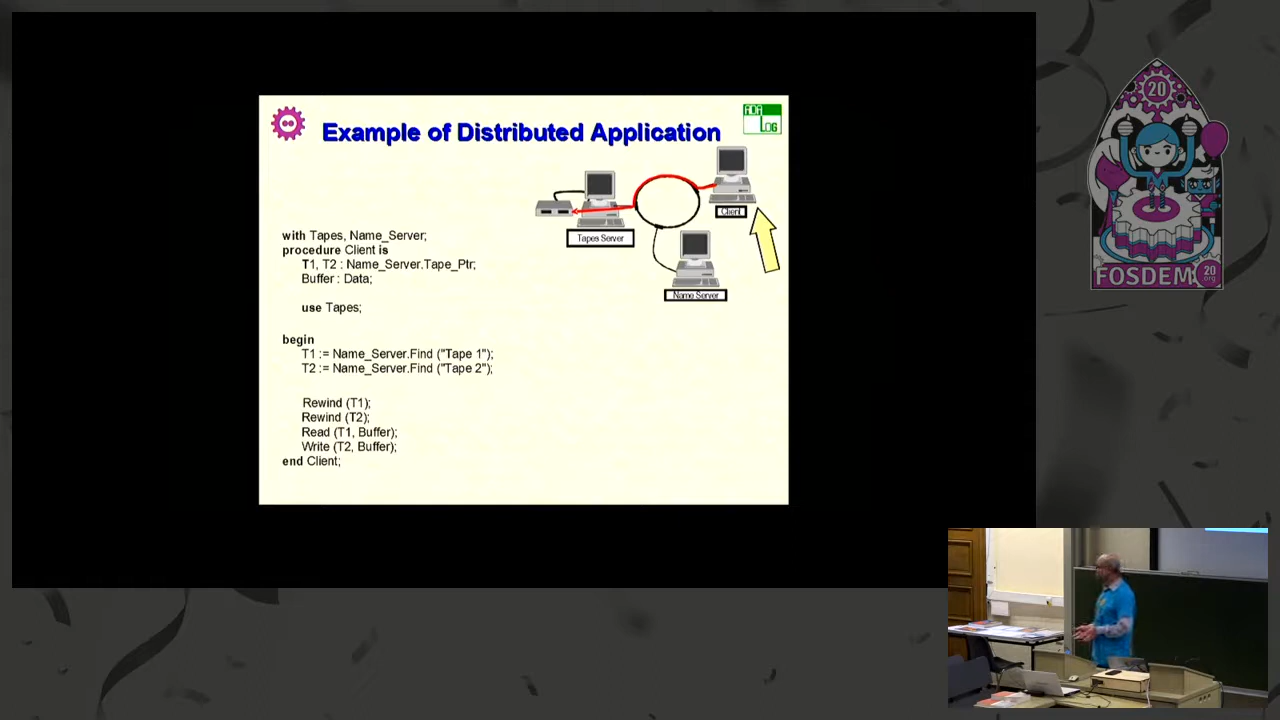 Example of Distributed Application
ADA
LOG
Client
Tapes Server
Name Server
with Tapes, Name_Server;
procedure Client is
T1, T2 : Name_Server.Tape_Ptr;
Buffer : Data;
use Tapes;
begin
T1 := Name_Server.Find ("Tape 1");
T2 := Name_Server.Find ("Tape 2");
Rewind (T1);
Rewind (T2);
Read (T1, Buffer);
Write (T2, Buffer);
end Client;
20
FOSDEM
20
.org